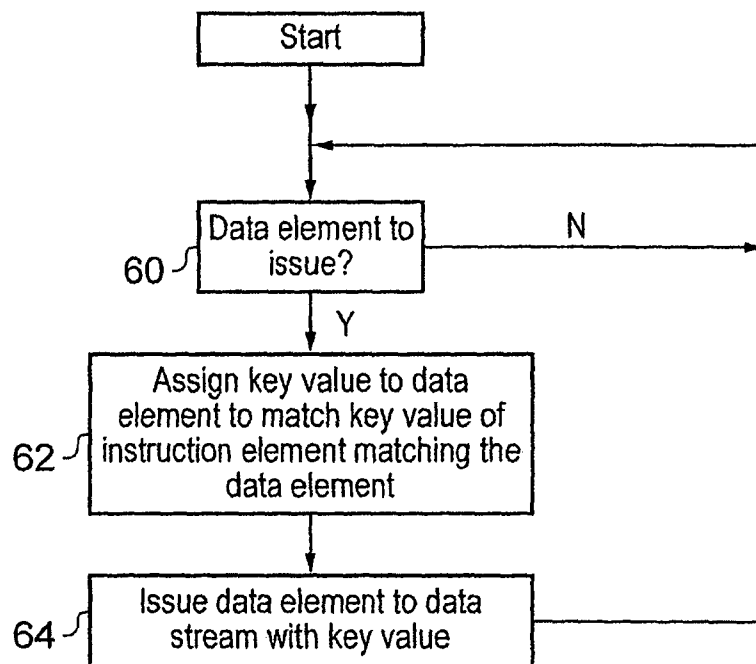 Start
Data element to
issue?
N
60
Y
Assign key value to data
element to match key value of
instruction element matching the
data element
62
Issue data element to data
stream with key value
64